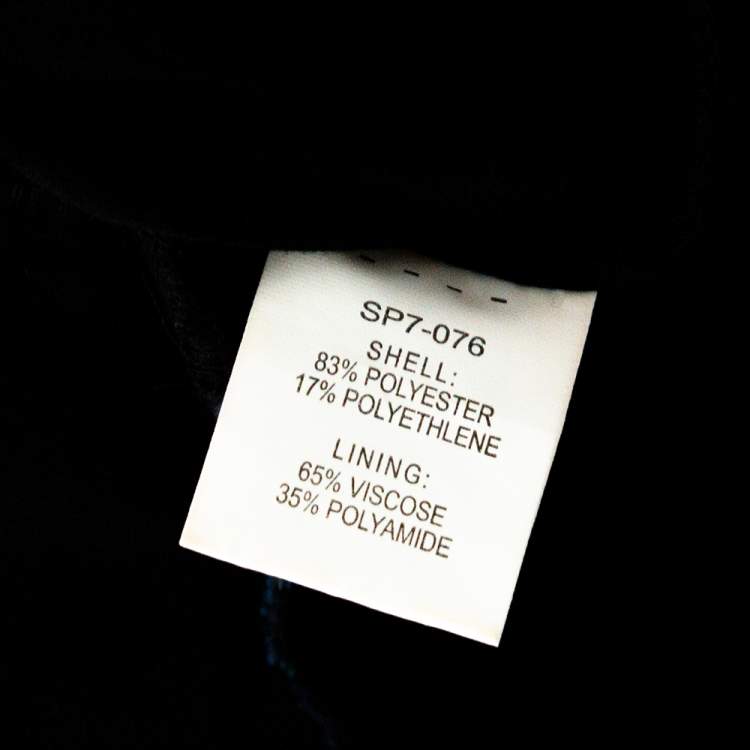 SP7-076
SHELL:
83% POLYESTER
17% POLYETHLENE
LINING:
65% VISCOSE
35% POLYAMIDE